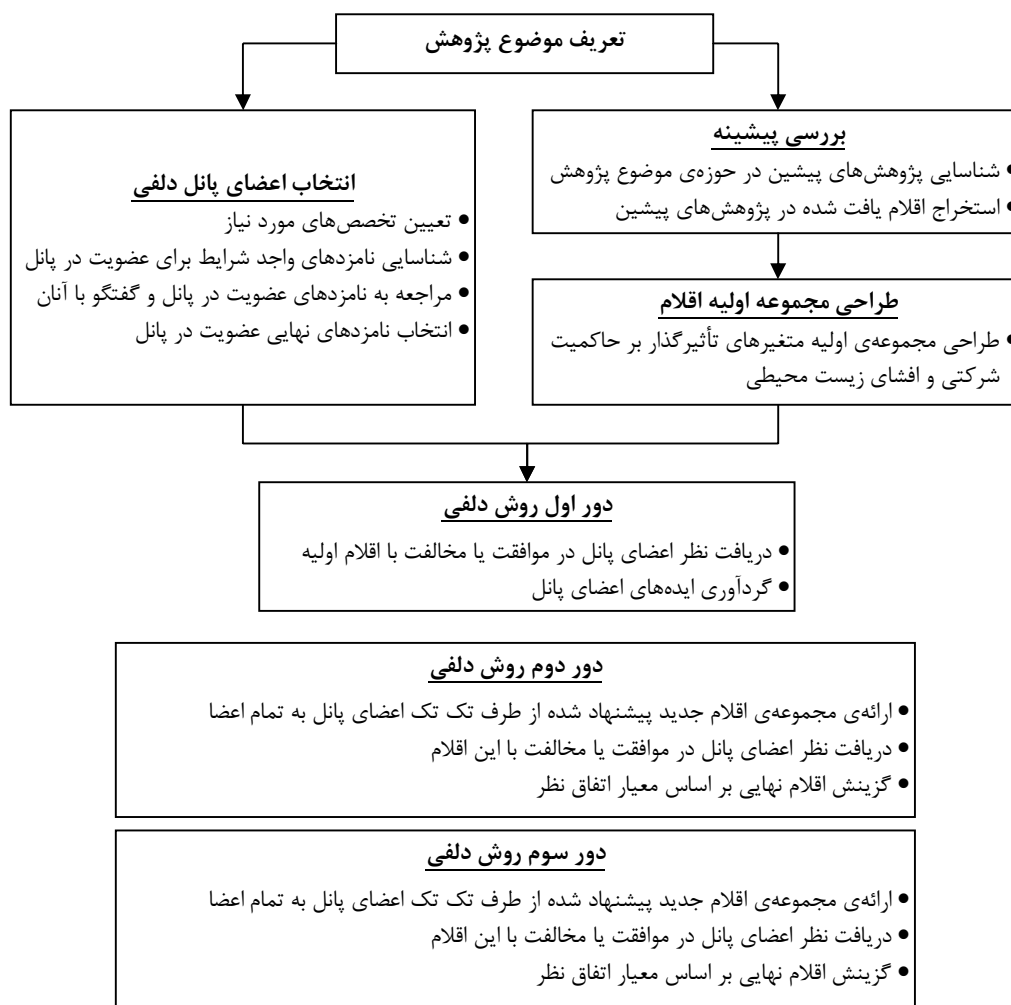 تعریف موضوع پژوهش
بررسی پیشینه
• شناسایی پژوهش‌های پیشین در حوزه‌ی موضوع پژوهش
• استخراج اقلام یافت شده در پژوهش‌های پیشین
طراحی مجموعه اولیه اقلام
• طراحی مجموعه‌ی اولیه متغیرهای تأثیرگذار بر حاکمیت
شرکتی و افشای زیست محیطی
انتخاب اعضای پانل دلفی
• تعیین تخصص‌های مورد نیاز
• شناسایی نامزدهای واجد شرایط برای عضویت در پانل
• مراجعه به نامزدهای عضویت در پانل و گفتگو با آنان
• انتخاب نامزدهای نهایی عضویت در پانل
دور اول روش دلفی
• دریافت نظر اعضای پانل در موافقت یا مخالفت با اقلام اولیه
• گردآوری ایده‌های اعضای پانل
دور دوم روش دلفی
• ارائه‌ی مجموعه‌ی اقلام جدید پیشنهاد شده از طرف تک تک اعضای پانل به تمام اعضا
• دریافت نظر اعضای پانل در موافقت یا مخالفت با این اقلام
• گزینش اقلام نهایی بر اساس معیار اتفاق نظر
دور سوم روش دلفی
• ارائه‌ی مجموعه‌ی اقلام جدید پیشنهاد شده از طرف تک تک اعضای پانل به تمام اعضا
• دریافت نظر اعضای پانل در موافقت یا مخالفت با این اقلام
• گزینش اقلام نهایی بر اساس معیار اتفاق نظر